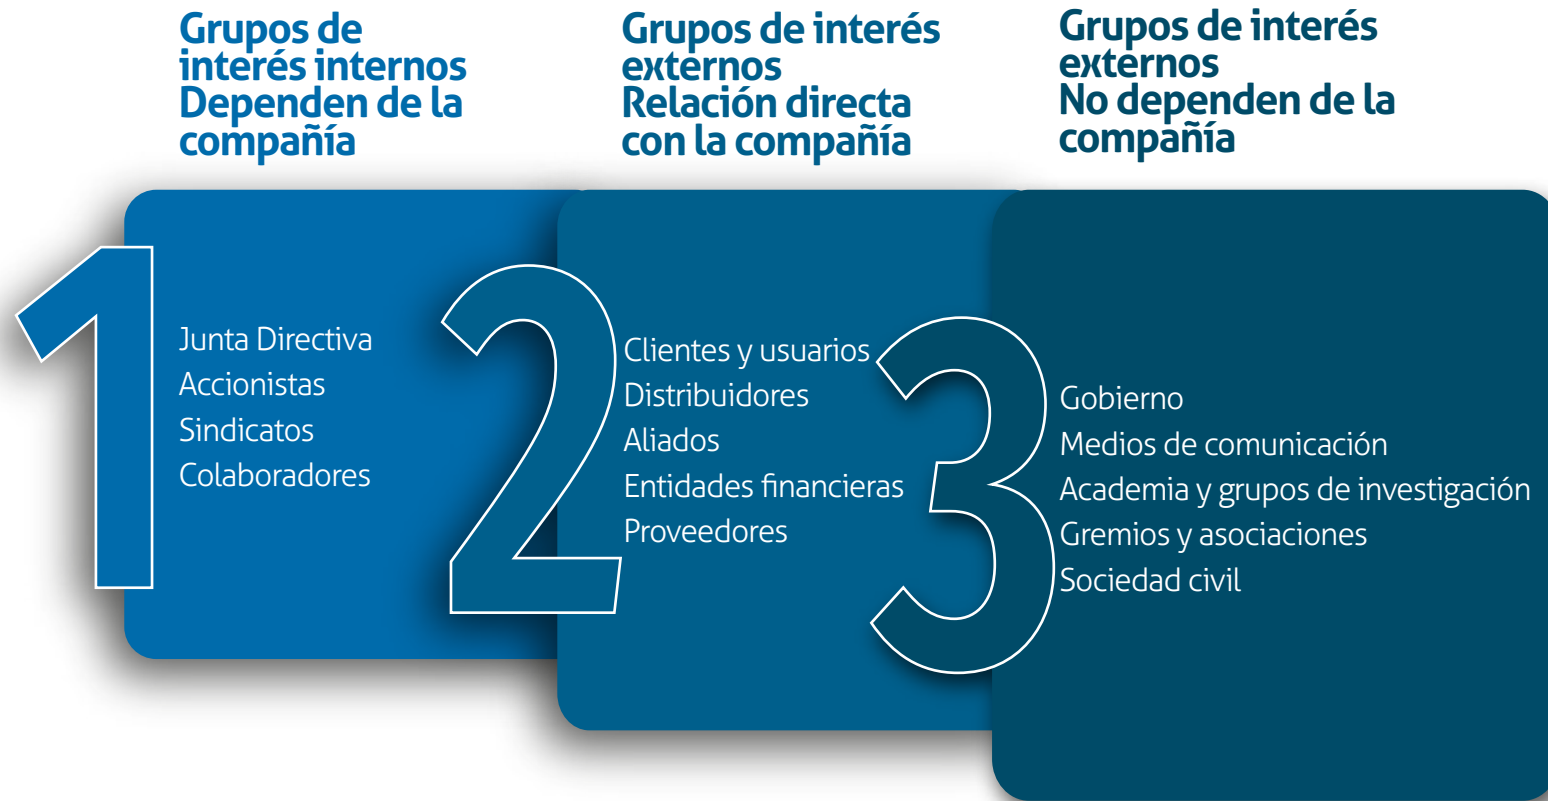 Grupos de
interés internos
Dependen de la
compañía
Grupos de interés
externos
Relación directa
con la compañía
Grupos de interés
externos
No dependen de la
compañía
1
Junta Directiva
Accionistas
Sindicatos
Colaboradores
2
Clientes y usuarios
Distribuidores
Aliados
Entidades financieras
Proveedores
3
Gobierno
Medios de comunicación
Academia y grupos de investigación
Gremios y asociaciones
Sociedad civil